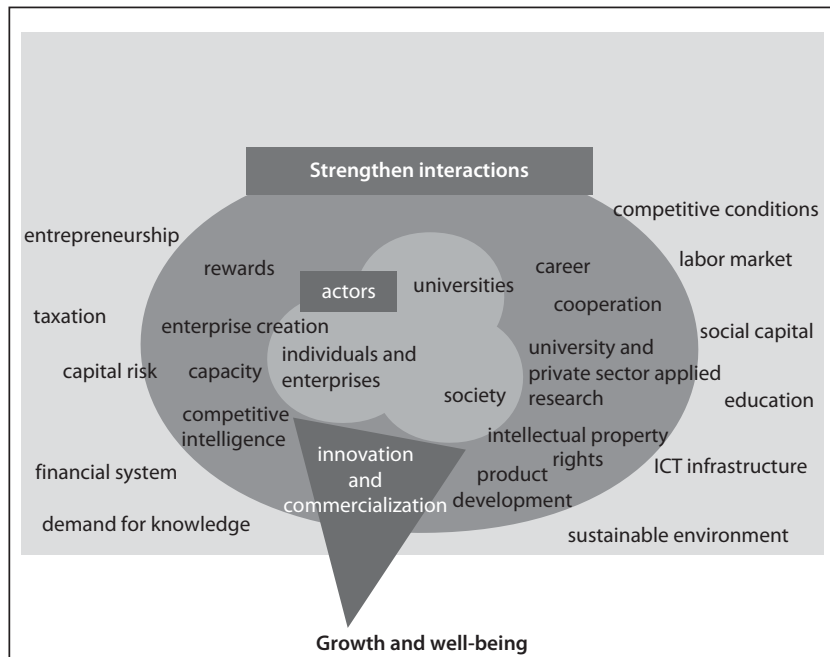 Strengthen interactions
competitive conditions
entrepreneurship
labor market
rewards
career
actors
universities
cooperation
taxation
enterprise creation
social capital
individuals and
enterprises
university and
private sector applied
research
capital risk
capacity
education
society
competitive
intelligence
intellectual property
rights
innovation
and
commercialization
product
development
ICT infrastructure
financial system
demand for knowledge
sustainable environment
Growth and well-being